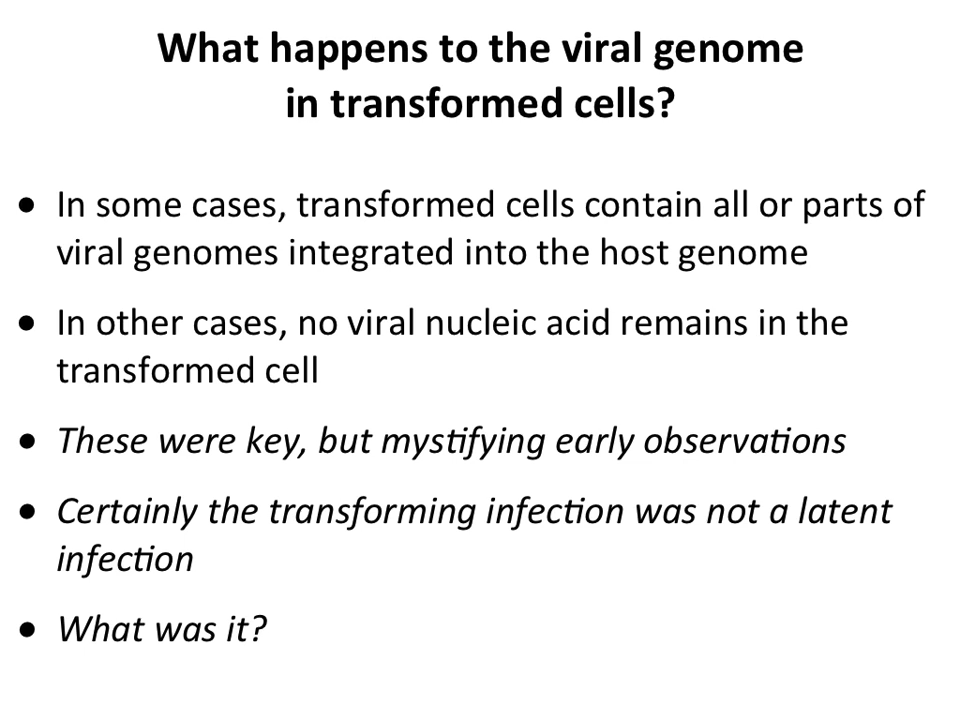 What happens to the viral genome
in transformed cells?
• In some cases, transformed cells contain all or parts of
viral genomes integrated into the host genome
• In other cases, no viral nucleic acid remains in the
transformed cell
• These were key, but mystifying early observations
• Certainly the transforming infection was not a latent
infection
• What was it?